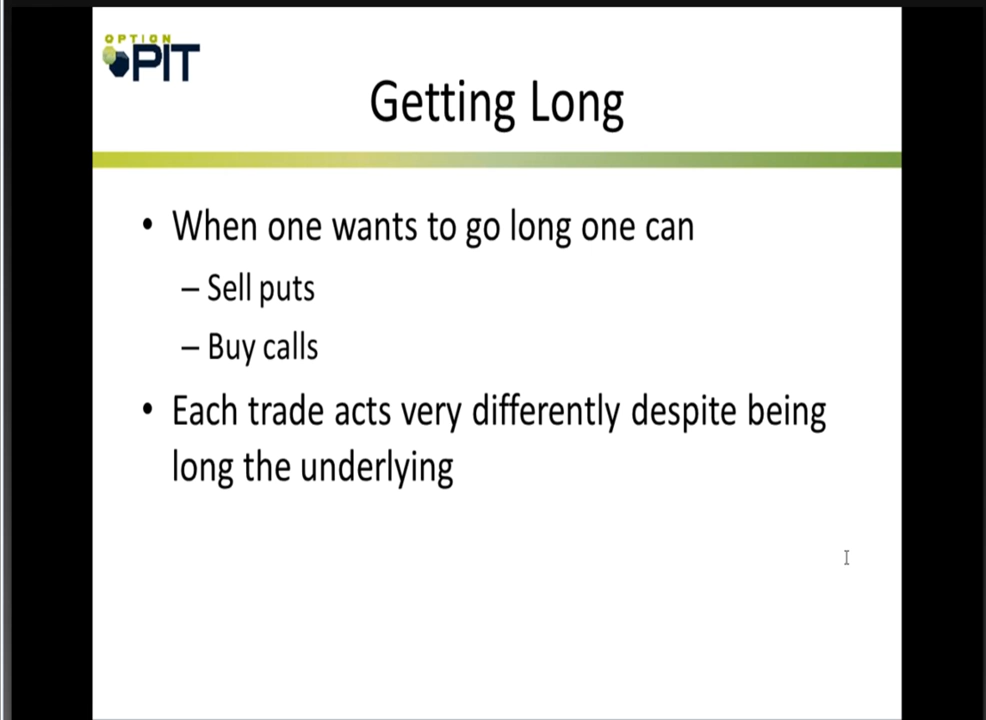 OPTION
PIT
Getting Long
• When one wants to go long one can
– Sell puts
– Buy calls
• Each trade acts very differently despite being
long the underlying